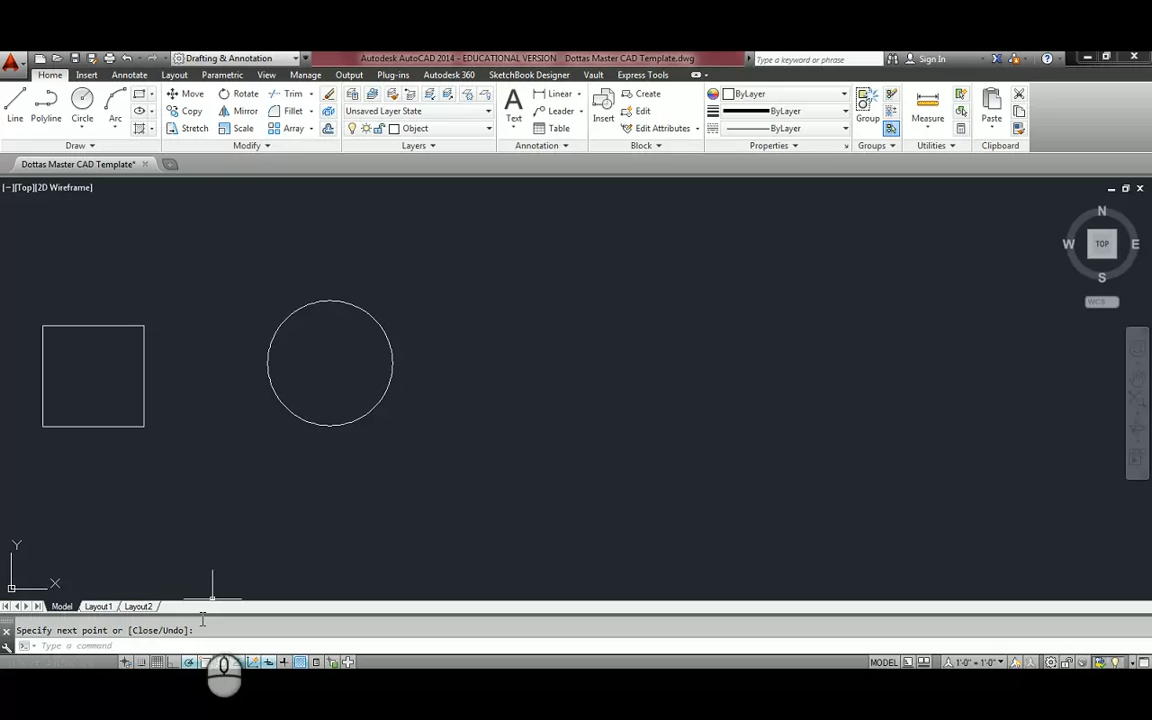 Drafting & Annotation
Autodesk AutoCAD 2014 - EDUCATIONAL VERSION Dottas Master CAD Template.dwg
Type a keyword or phrase
Sign In
Home Insert Annotate Layout Parametric View Manage Output Plug-ins Autodesk 360 SketchBook Designer Vault Express Tools
Line
Polyline
Circle
Arc
Draw
Move Rotate Trim
Copy Mirror Fillet
Stretch Scale Array
Modify
Unsaved Layer State
Object
Layers
Text
Linear
Leader
Table
Annotation
Insert
Create
Edit
Edit Attributes
Block
ByLayer
ByLayer
ByLayer
Properties
Group
Groups
Measure
Utilities
Paste
Clipboard
Dottas Master CAD Template*
[−][Top][2D Wireframe]
N
W TOP E
S
WCS
Y
X
Model Layout1 Layout2
Specify next point or [Close/Undo]:
Type a command
MODEL
1'-0" = 1'-0"